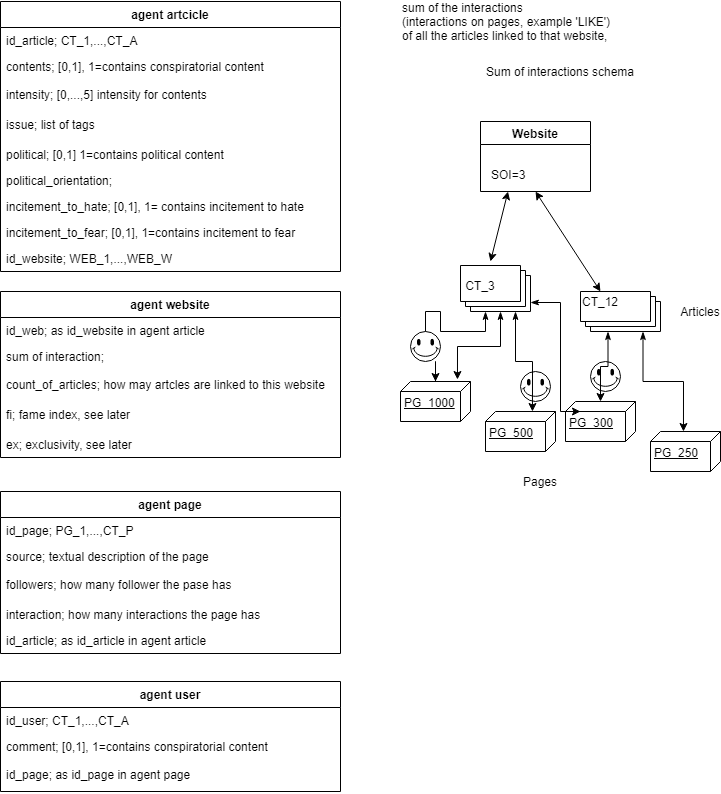 agent artcicle
id_article; CT_1,...,CT_A
contents; [0,1], 1=contains conspiratorial content
intensity; [0,...,5] intensity for contents
issue; list of tags
political; [0,1] 1=contains political content
political_orientation;
incitement_to_hate; [0,1], 1= contains incitement to hate
incitement_to_fear; [0,1], 1=contains incitement to fear
id_website; WEB_1,...,WEB_W
agent website
id_web; as id_website in agent article
sum of interaction;
count_of_articles; how may artcles are linked to this website
fi; fame index, see later
ex; exclusivity, see later
agent page
id_page; PG_1,...,CT_P
source; textual description of the page
followers; how many follower the pase has
interaction; how many interactions the page has
id_article; as id_article in agent article
agent user
id_user; CT_1,...,CT_A
comment; [0,1], 1=contains conspiratorial content
id_page; as id_page in agent page
sum of the interactions
(interactions on pages, example 'LIKE')
of all the articles linked to that website,
Sum of interactions schema
Website
SOI=3
CT_3
CT_12
Articles
PG_1000
PG_500
PG_300
PG_250
Pages